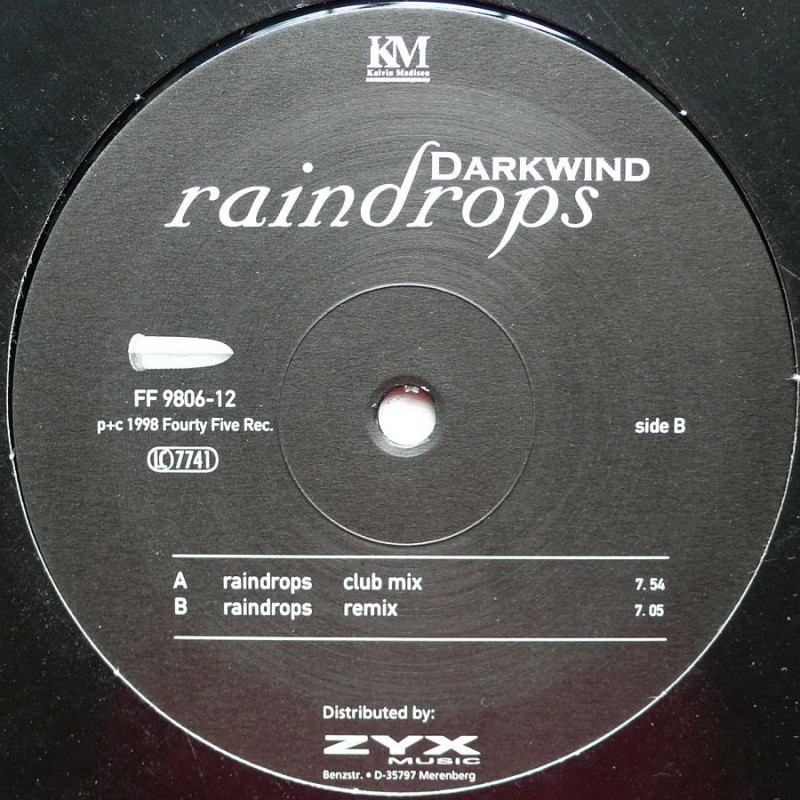 KM
Kelvin Madison
DARKWIND
raindrops
FF 9806-12
p+c 1998 Fourty Five Rec.
side B
LC 7741
A raindrops club mix 7. 54
B raindrops remix 7. 05
Distributed by:
ZYX
MUSIC
Benzstr. • D-35797 Merenberg